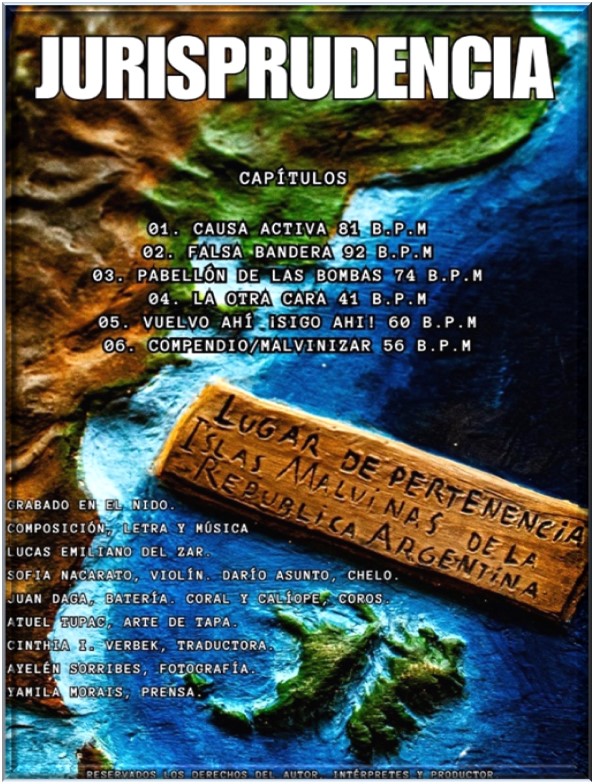 JURISPRUDENCIA
CAPÍTULOS
01. CAUSA ACTIVA 81 B.P.M
02. FALSA BANDERA 92 B.P.M
03. PABELLÓN DE LAS BOMBAS 74 B.P.M
04. LA OTRA CARA 41 B.P.M
05. VUELVO AHÍ ¡SIGO AHI! 60 B.P.M
06. COMPENDIO/MALVINIZAR 56 B.P.M
LUGAR DE PERTENENCIA
ISLAS MALVINAS DE LA
REPUBLICA ARGENTINA
GRABADO EN EL NIDO.
COMPOSICIÓN, LETRA Y MÚSICA
LUCAS EMILIANO DEL ZAR.
SOFIA NACARATO, VIOLÍN. DARÍO ASUNTO, CHELO.
JUAN DAGA, BATERÍA. CORAL Y CALÍOPE, COROS.
ATUEL TUPAC, ARTE DE TAPA.
CINTHIA I. VERBEK, TRADUCTORA.
AYELÉN SORRIBES, FOTOGRAFÍA.
YAMILA MORAIS, PRENSA.
RESERVADOS LOS DERECHOS DEL AUTOR, INTÉRPRETES Y PRODUCTOR